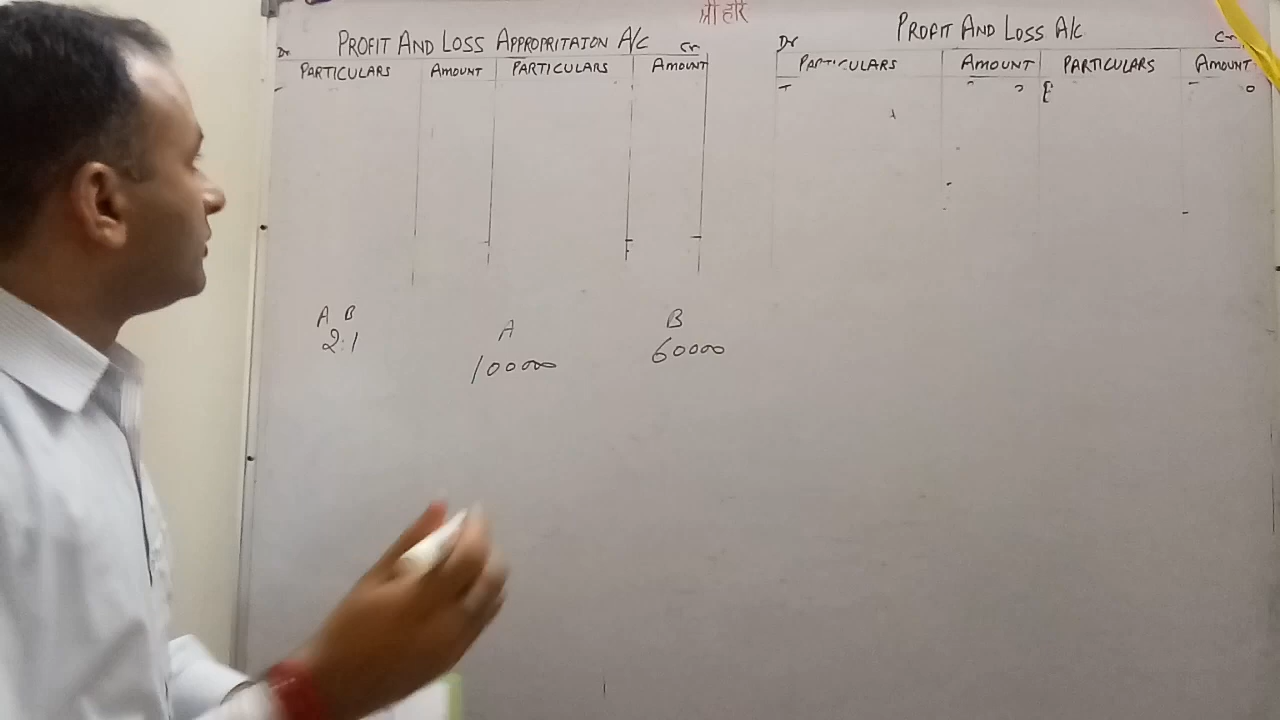 श्री हरि
PROFIT AND LOSS APPROPRITATON A/C
Dr Cr
PARTICULARS AMOUNT PARTICULARS AMOUNT
PROFIT AND LOSS A/C
Dr Cr
PARTICULARS AMOUNT PARTICULARS AMOUNT
A B
2:1
A
100000
B
60000